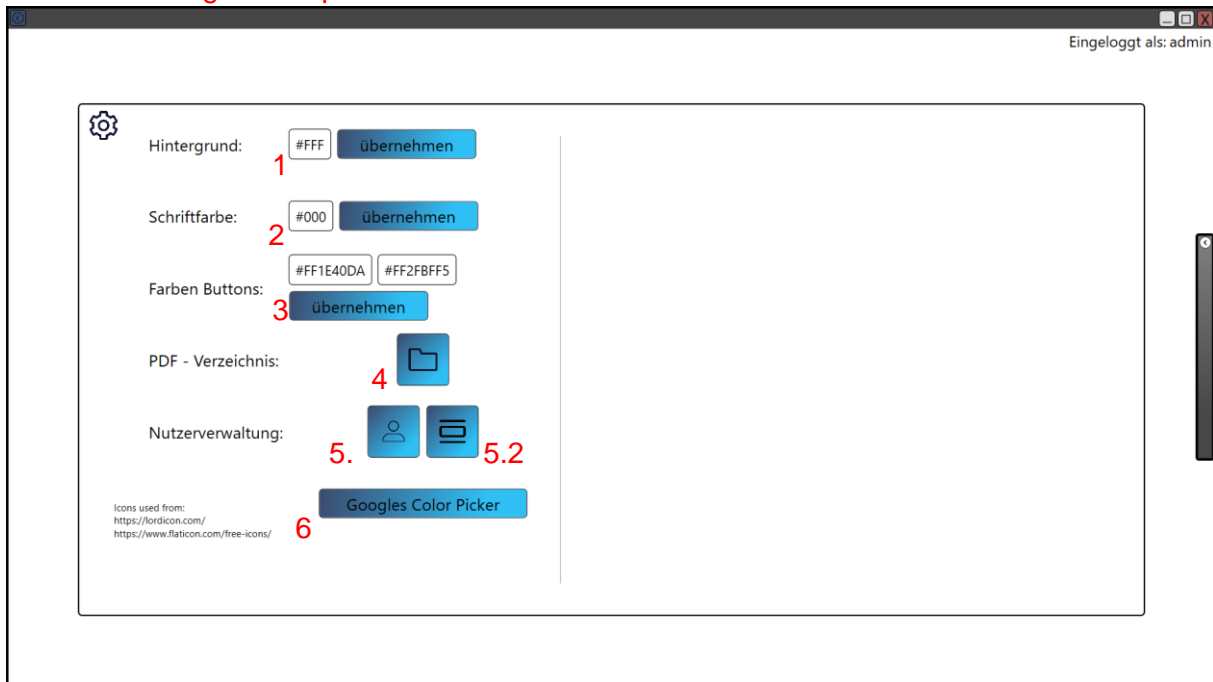 Eingeloggt als: admin
Hintergrund: #FFF übernehmen
1
Schriftfarbe: #000 übernehmen
2
#FF1E40DA #FF2FBFF5
Farben Buttons:
3 übernehmen
PDF - Verzeichnis:
4
Nutzerverwaltung:
5. 5.2
Googles Color Picker
6
Icons used from:
https://lordicon.com/
https://www.flaticon.com/free-icons/